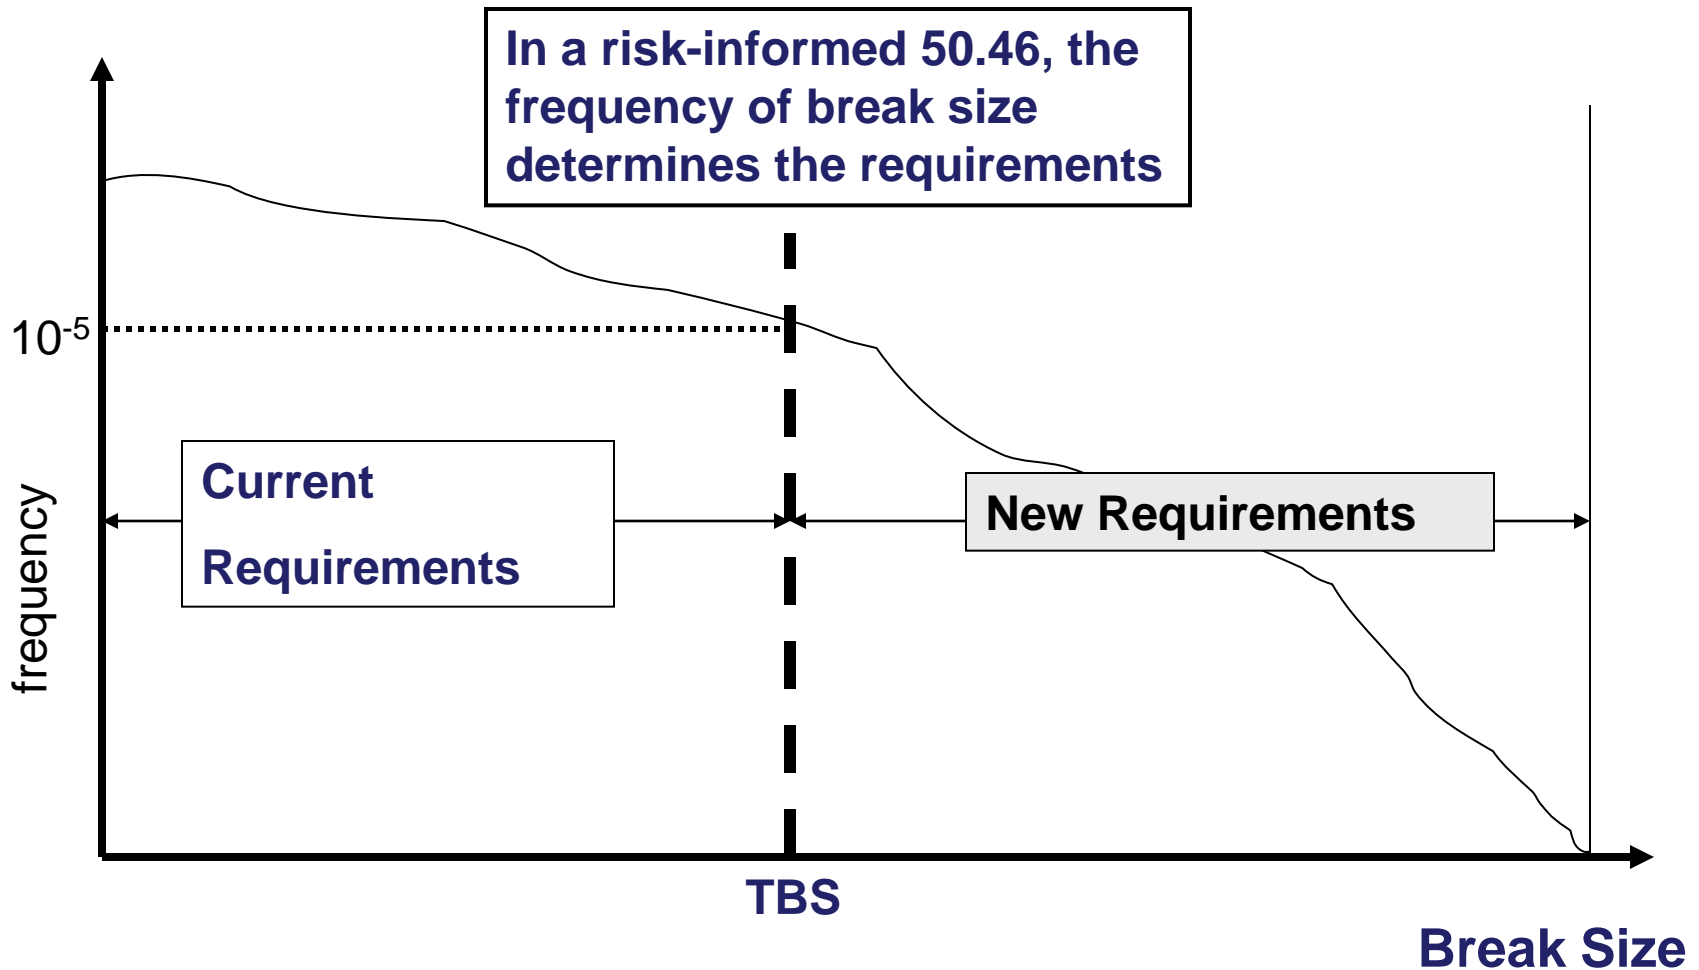 In a risk-informed 50.46, the
frequency of break size
determines the requirements
10⁻⁵
frequency
Current
Requirements
New Requirements
TBS
Break Size